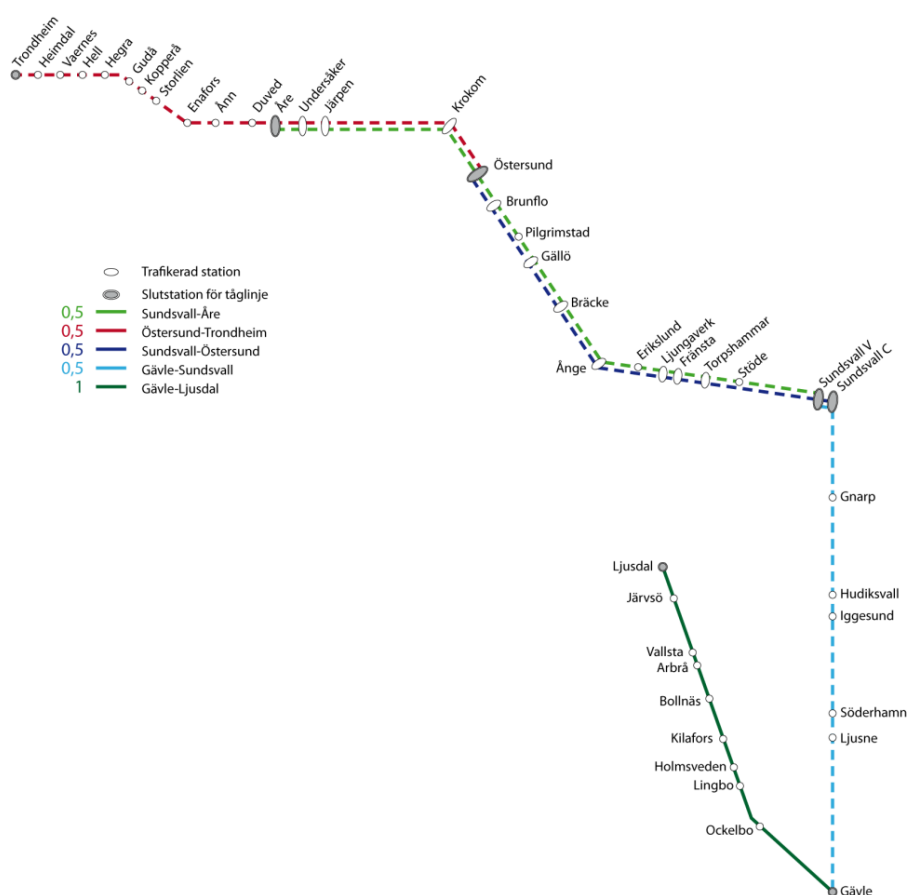 Trondheim
Heimdal
Vaernes
Hell
Hegra
Gudå
Kopperå
Storlien
Enafors
Ånn
Duved
Åre
Undersåker
Järpen
Krokom
Östersund
Brunflo
Pilgrimstad
Gällö
Bräcke
Ånge
Erikslund
Ljungaverk
Fränsta
Torpshammar
Stöde
Sundsvall V
Sundsvall C
Trafikerad station
Slutstation för tåglinje
0,5 Sundsvall-Åre
0,5 Östersund-Trondheim
0,5 Sundsvall-Östersund
0,5 Gävle-Sundsvall
1 Gävle-Ljusdal
Gnarp
Hudiksvall
Iggesund
Söderhamn
Ljusne
Ljusdal
Järvsö
Vallsta
Arbrå
Bollnäs
Kilafors
Holmsveden
Lingbo
Ockelbo
Gävle